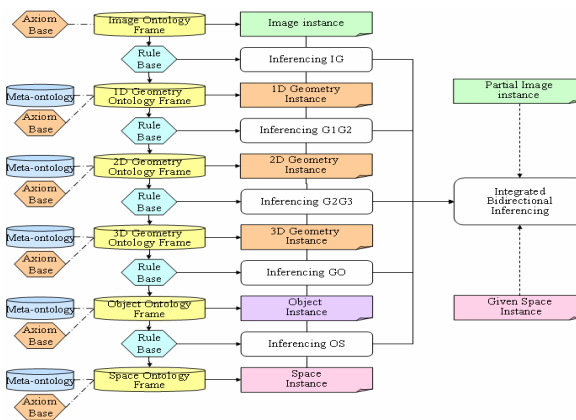 Axiom
Base
Image Ontology
Frame
Image instance
Rule
Base
Inferencing IG
Meta-ontology
Axiom
Base
1D Geometry
Ontology Frame
1D Geometry
Instance
Rule
Base
Inferencing G1G2
Meta-ontology
Axiom
Base
2D Geometry
Ontology Frame
2D Geometry
Instance
Rule
Base
Inferencing G2G3
Meta-ontology
Axiom
Base
3D Geometry
Ontology Frame
3D Geometry
Instance
Rule
Base
Inferencing GO
Meta-ontology
Axiom
Base
Object Ontology
Frame
Object
Instance
Rule
Base
Inferencing OS
Meta-ontology
Axiom
Base
Space Ontology
Frame
Space
Instance
Partial Image
instance
Integrated
Bidirectional
Inferencing
Given Space
Instance